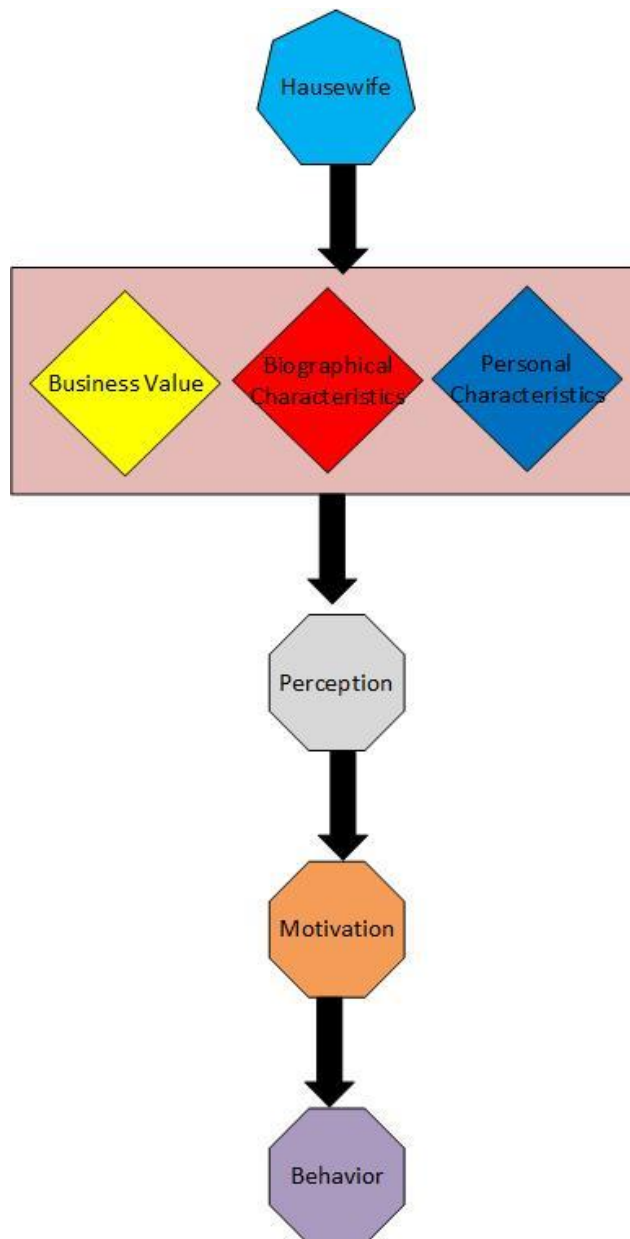 Hausewife
Business Value
Biographical
Characteristics
Personal
Characteristics
Perception
Motivation
Behavior